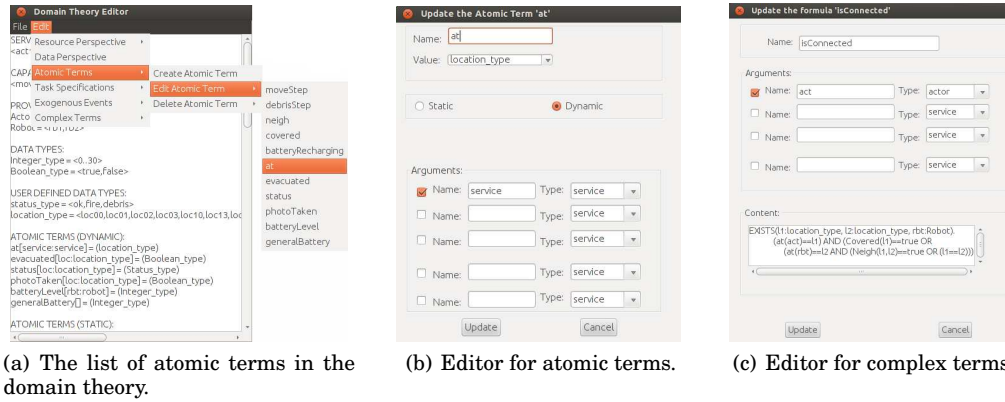 Domain Theory Editor
File Edit
SERV
<act
Resource Perspective
Data Perspective
CAPA
Atomic Terms
Create Atomic Term
<mov
Task Specifications
Edit Atomic Term
moveStep
PROV
Exogenous Events
Delete Atomic Term
debrisStep
Acto
Complex Terms
neigh
Robot = <rb1,rb2>
covered
batteryRecharging
at
evacuated
status
photoTaken
batteryLevel
generalBattery
DATA TYPES:
Integer_type = <0..30>
Boolean_type = <true,false>
USER DEFINED DATA TYPES:
status_type = <ok,fire,debris>
location_type = <loc00,loc01,loc02,loc03,loc10,loc13,loc
ATOMIC TERMS (DYNAMIC):
at[service:service] = (location_type)
evacuated[loc:location_type] = (Boolean_type)
status[loc:location_type] = (Status_type)
photoTaken[loc:location_type] = (Boolean_type)
batteryLevel[rbt:robot] = (Integer_type)
generalBattery[] = (Integer_type)
ATOMIC TERMS (STATIC):
(a) The list of atomic terms in the
domain theory.
Update the Atomic Term 'at'
Name: at
Value: (location_type
Static Dynamic
Arguments:
Name: service Type: service
Name: Type: service
Name: Type: service
Name: Type: service
Name: Type: service
Update Cancel
(b) Editor for atomic terms.
Update the formula 'isConnected'
Name: isConnected
Arguments:
Name: act Type: actor
Name: Type: service
Name: Type: service
Name: Type: service
Content:
EXISTS(l1:location_type, l2:location_type, rbt:Robot).
(at(act)==l1) AND (Covered(l1)==true OR
(at(rbt)==l2 AND (Neigh(l1,l2)==true OR (l1==l2)))
Update Cancel
(c) Editor for complex terms